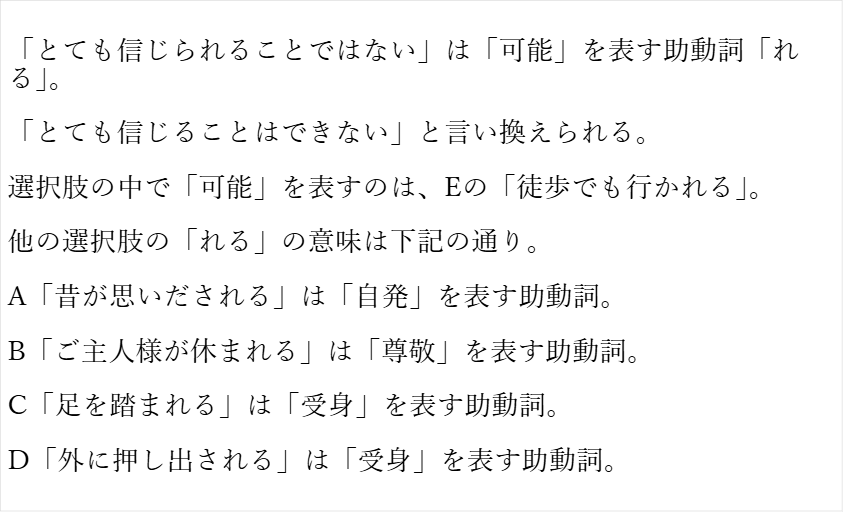 「とても信じられることではない」は「可能」を表す助動詞「れ
る」。
「とても信じることはできない」と言い換えられる。
選択肢の中で「可能」を表すのは、Eの「徒歩でも行かれる」。
他の選択肢の「れる」の意味は下記の通り。
A「昔が思いだされる」は「自発」を表す助動詞。
B「ご主人様が休まれる」は「尊敬」を表す助動詞。
C「足を踏まれる」は「受身」を表す助動詞。
D「外に押し出される」は「受身」を表す助動詞。